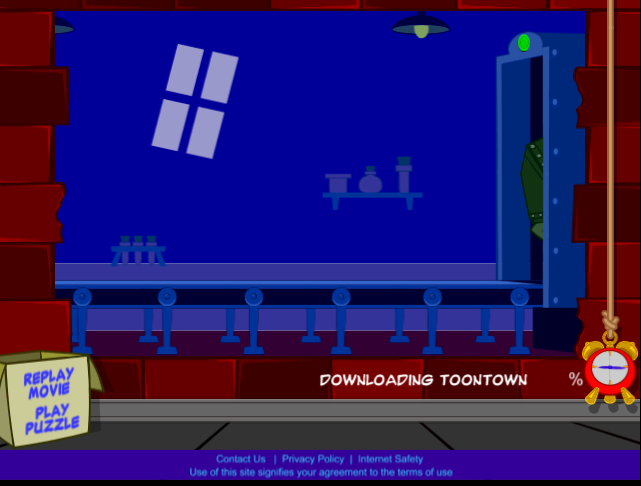 DOWNLOADING TOONTOWN %
REPLAY
MOVIE
PLAY
PUZZLE
Contact Us | Privacy Policy | Internet Safety
Use of this site signifies your agreement to the terms of use